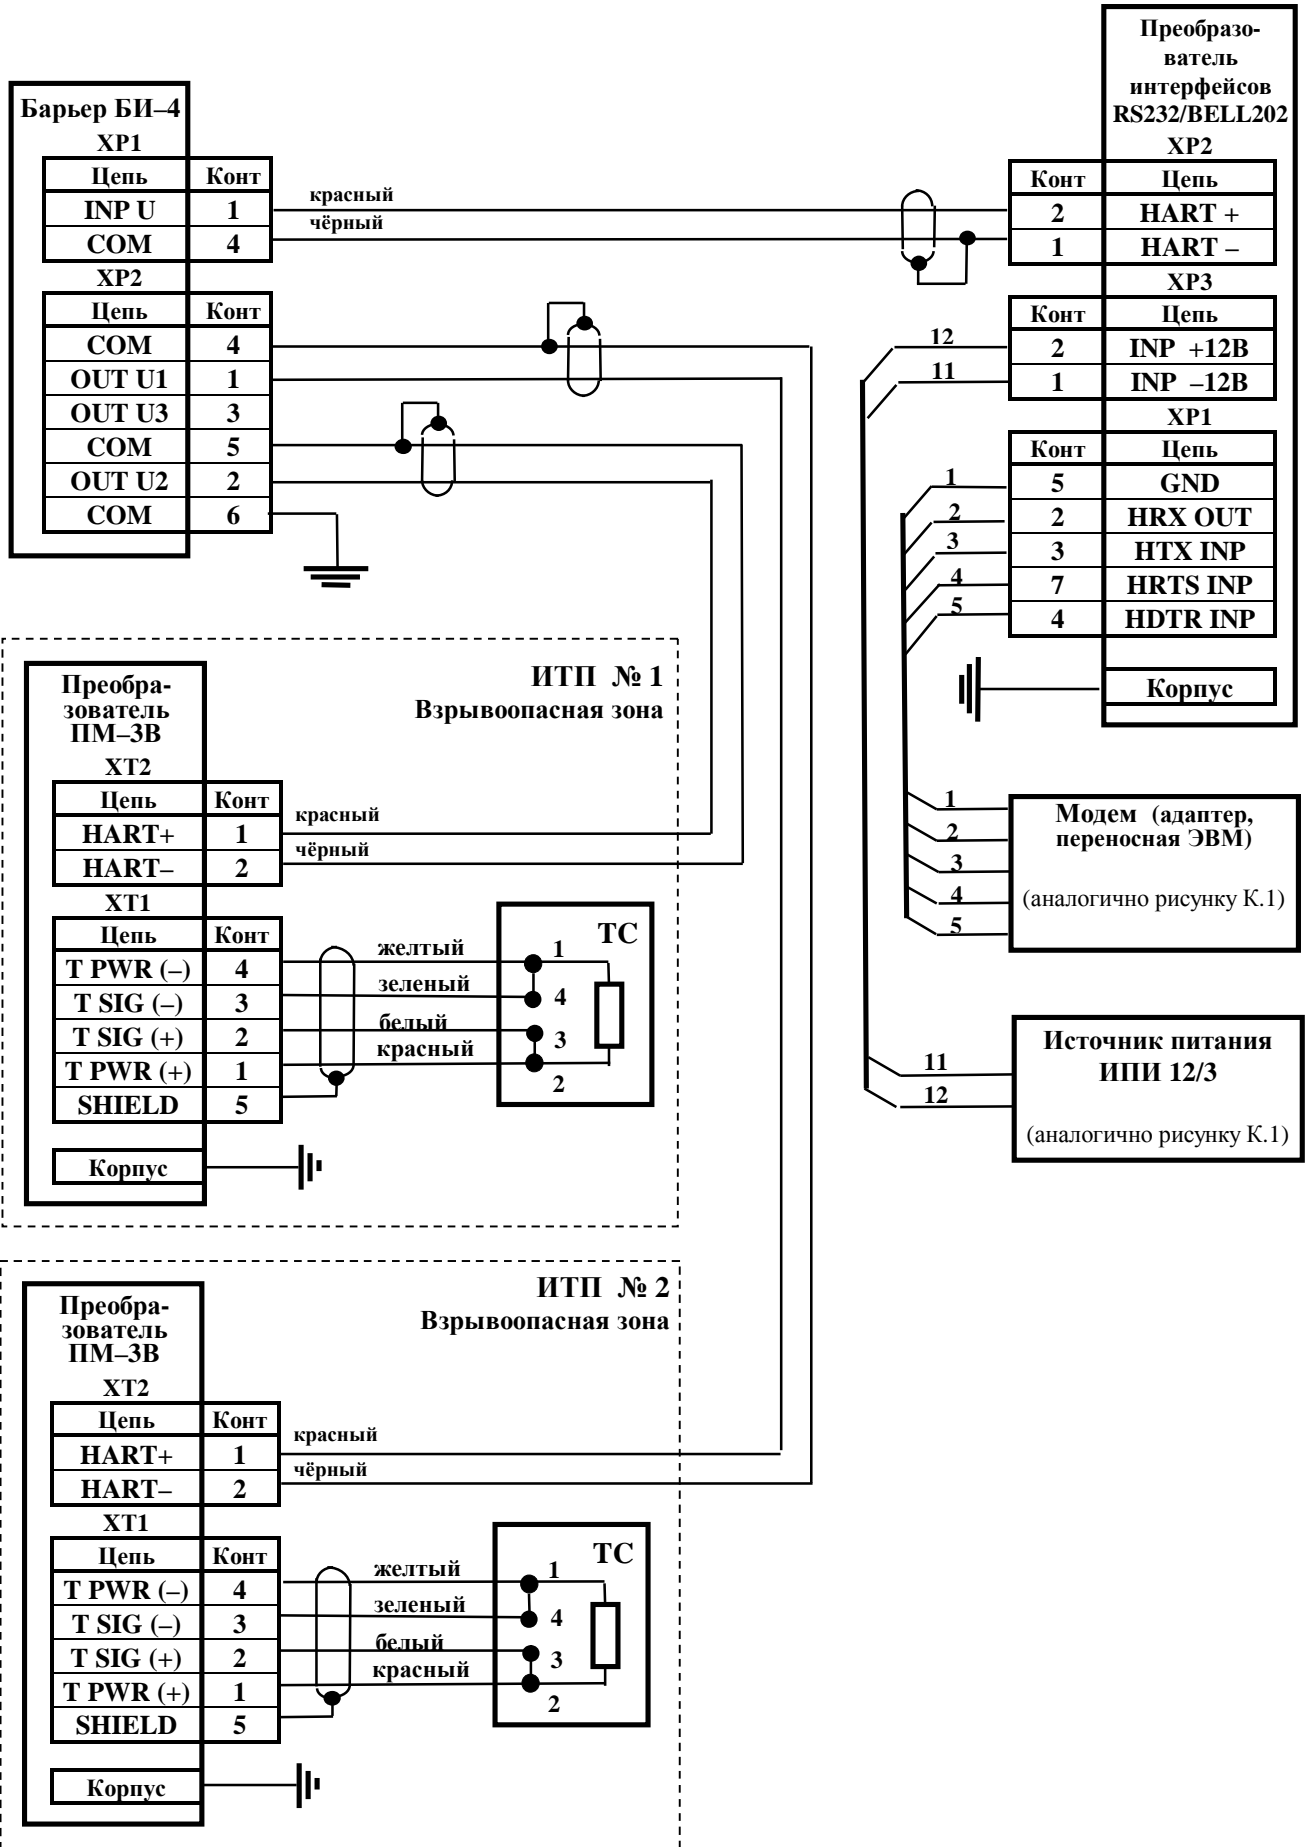 Барьер БИ–4
XP1
Цепь Конт
INP U 1
COM 4
XP2
Цепь Конт
COM 4
OUT U1 1
OUT U3 3
COM 5
OUT U2 2
COM 6
красный
чёрный
Преобразо-
ватель
интерфейсов
RS232/BELL202
XP2
Конт Цепь
2 HART +
1 HART –
XP3
Конт Цепь
2 INP +12В
1 INP –12В
XP1
Конт Цепь
5 GND
2 HRX OUT
3 HTX INP
7 HRTS INP
4 HDTR INP
Корпус
12
11
1
2
3
4
5
1
2
3
4
5
Модем (адаптер,
переносная ЭВМ)
(аналогично рисунку К.1)
11
12
Источник питания
ИПИ 12/3
(аналогично рисунку К.1)
ИТП № 1
Взрывоопасная зона
Преобра-
зователь
ПМ–3В
XT2
Цепь Конт
HART+ 1
HART– 2
красный
чёрный
XT1
Цепь Конт
T PWR (–) 4
T SIG (–) 3
T SIG (+) 2
T PWR (+) 1
SHIELD 5
Корпус
желтый
зеленый
белый
красный
ТС
1
4
3
2
ИТП № 2
Взрывоопасная зона
Преобра-
зователь
ПМ–3В
XT2
Цепь Конт
HART+ 1
HART– 2
красный
чёрный
XT1
Цепь Конт
T PWR (–) 4
T SIG (–) 3
T SIG (+) 2
T PWR (+) 1
SHIELD 5
Корпус
желтый
зеленый
белый
красный
ТС
1
4
3
2